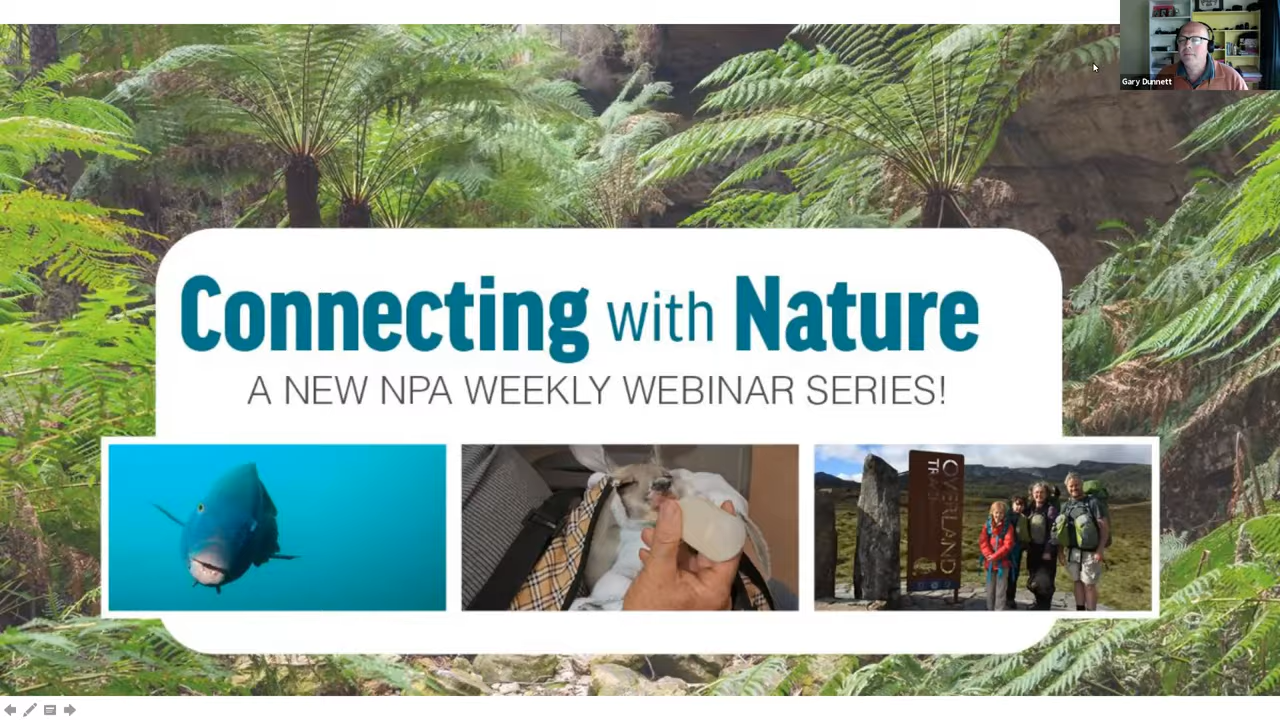 Gary Dunnett
Connecting with Nature
A NEW NPA WEEKLY WEBINAR SERIES!
OVERLAND
TRACK